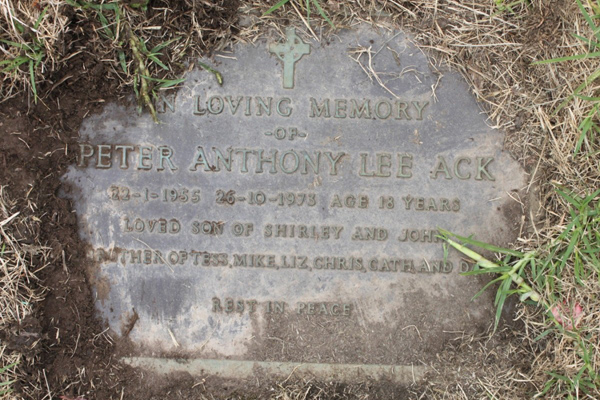 IN LOVING MEMORY
-OF-
PETER ANTHONY LEE ACK
22-1-1955 26-10-1973 AGE 18 YEARS
LOVED SON OF SHIRLEY AND JOHN
BROTHER OF TESS, MIKE, LIZ, CHRIS, CATH, AND
REST IN PEACE